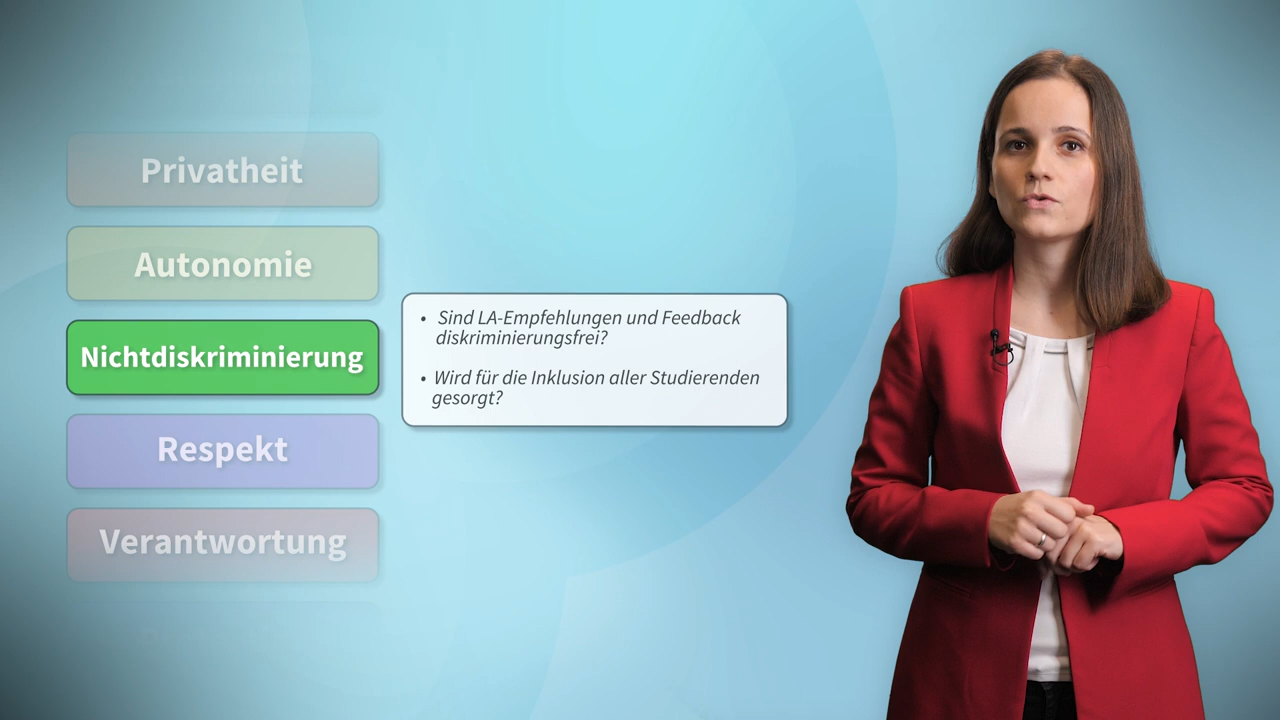 Privatheit
Autonomie
Nichtdiskriminierung
• Sind LA-Empfehlungen und Feedback
diskriminierungsfrei?
• Wird für die Inklusion aller Studierenden
gesorgt?
Respekt
Verantwortung